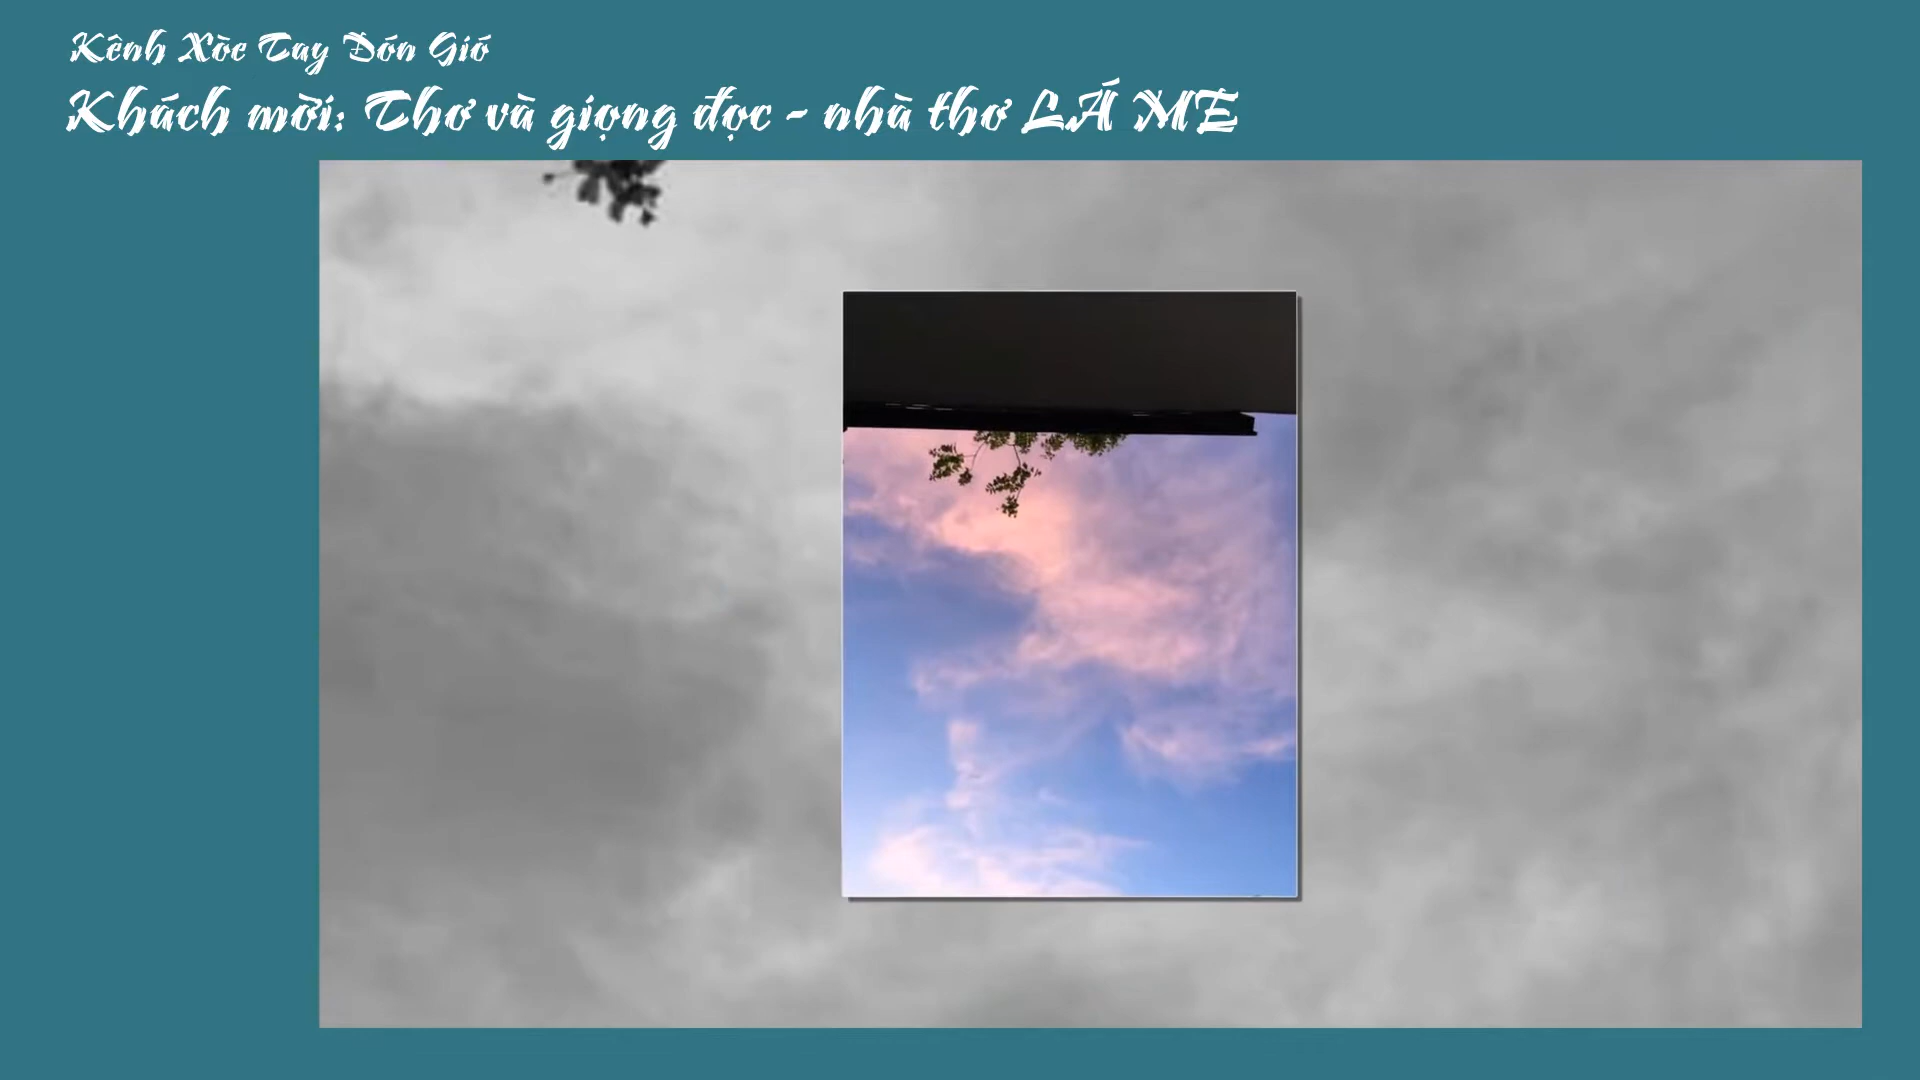 Kênh Xòe Tay Đón Gió
Khách mời: Thơ và giọng đọc - nhà thơ LÁ ME